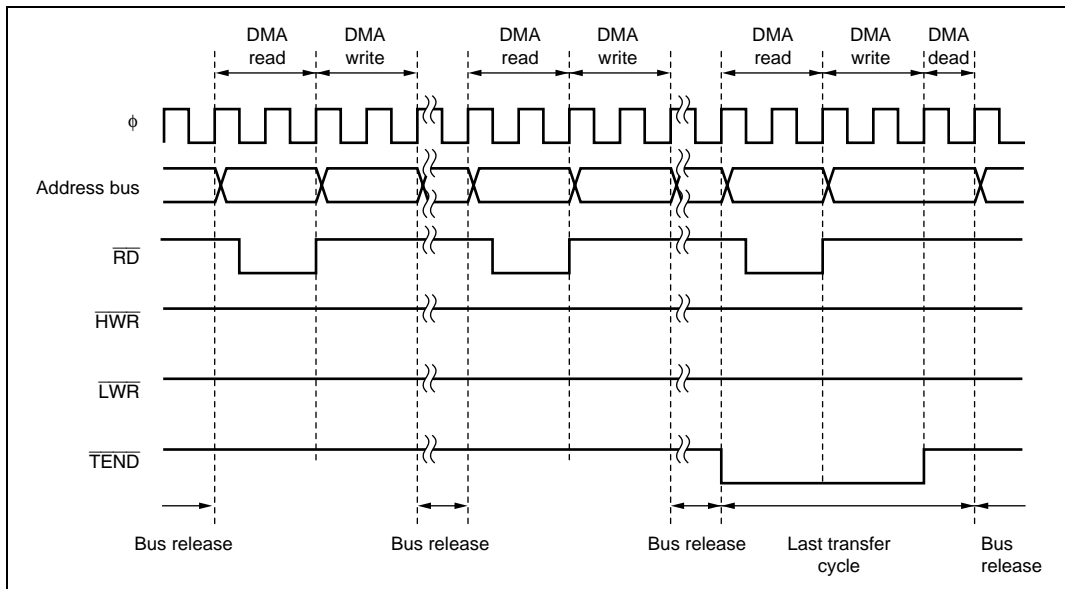 DMA read
DMA write
DMA read
DMA write
DMA read
DMA write
DMA dead
φ
Address bus
RD
HWR
LWR
TEND
Bus release
Bus release
Bus release
Last transfer cycle
Bus release